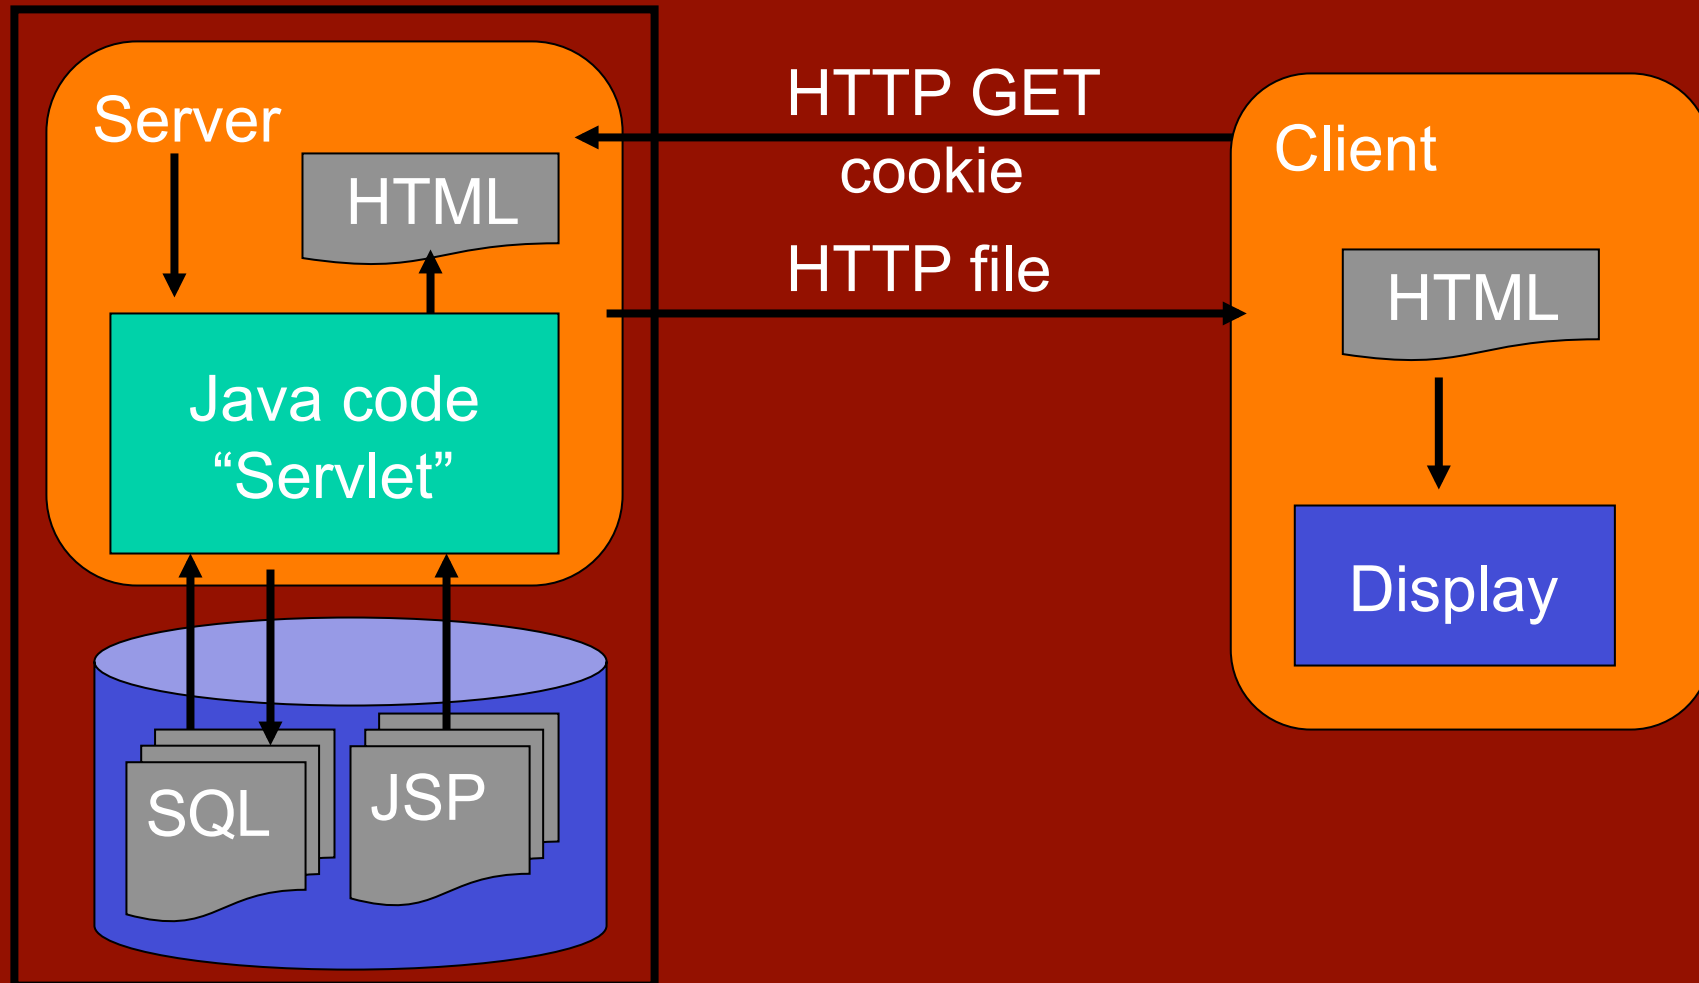 Server
HTML
Java code
“Servlet”
SQL
JSP
HTTP GET
cookie
HTTP file
Client
HTML
Display